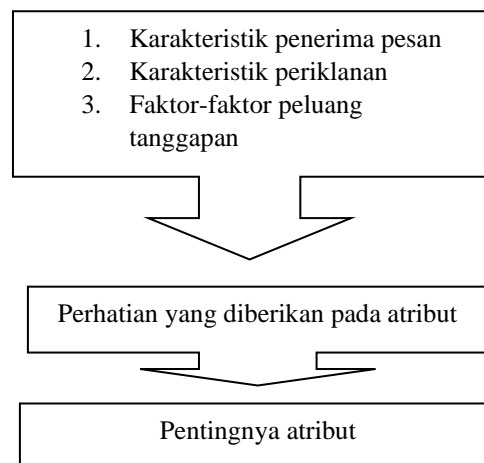 1. Karakteristik penerima pesan
2. Karakteristik periklanan
3. Faktor-faktor peluang
tanggapan
Perhatian yang diberikan pada atribut
Pentingnya atribut